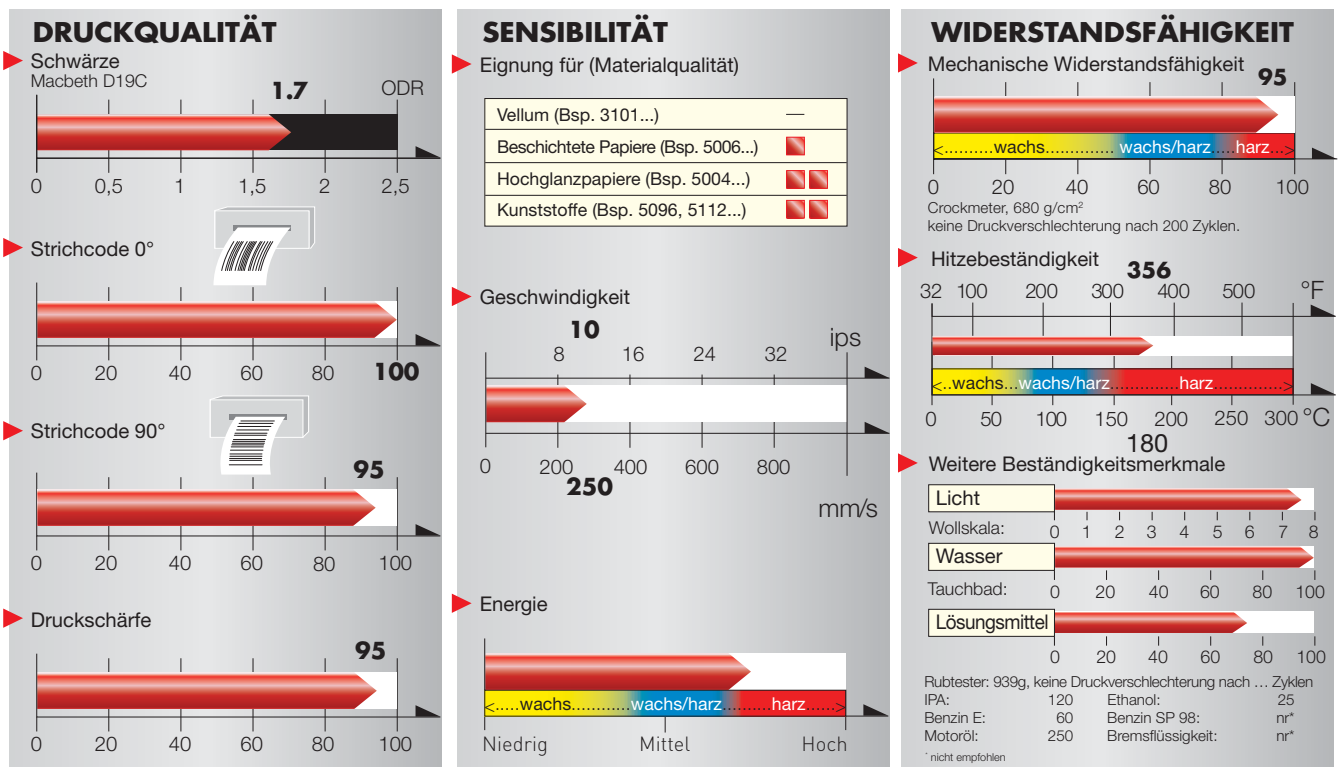 DRUCKQUALITÄT
Schwärze
Macbeth D19C
1.7 ODR
0 0,5 1 1,5 2 2,5
Strichcode 0°
0 20 40 60 80 100
Strichcode 90°
95
0 20 40 60 80 100
Druckschärfe
95
0 20 40 60 80 100
SENSIBILITÄT
Eignung für (Materialqualität)
Vellum (Bsp. 3101...) —
Beschichtete Papiere (Bsp. 5006...)
Hochglanzpapiere (Bsp. 5004...)
Kunststoffe (Bsp. 5096, 5112...)
Geschwindigkeit
10 ips
8 16 24 32
0 200 400 600 800
250
mm/s
Energie
<.....wachs.............wachs/harz........harz.......>
Niedrig Mittel Hoch
WIDERSTANDSFÄHIGKEIT
Mechanische Widerstandsfähigkeit
95
<..........wachs..............wachs/harz.....harz....>
0 20 40 60 80 100
Crockmeter, 680 g/cm²
keine Druckverschlechterung nach 200 Zyklen.
Hitzebeständigkeit
356
32 100 200 300 400 500 °F
<..wachs...wachs/harz............harz..............>
0 50 100 150 200 250 300 °C
180
Weitere Beständigkeitsmerkmale
Licht
Wollskala: 0 1 2 3 4 5 6 7 8
Wasser
Tauchbad: 0 20 40 60 80 100
Lösungsmittel
0 20 40 60 80 100
Rubtester: 939g, keine Druckverschlechterung nach ... Zyklen
IPA: 120 Ethanol: 25
Benzin E: 60 Benzin SP 98: nr*
Motoröl: 250 Bremsflüssigkeit: nr*
* nicht empfohlen